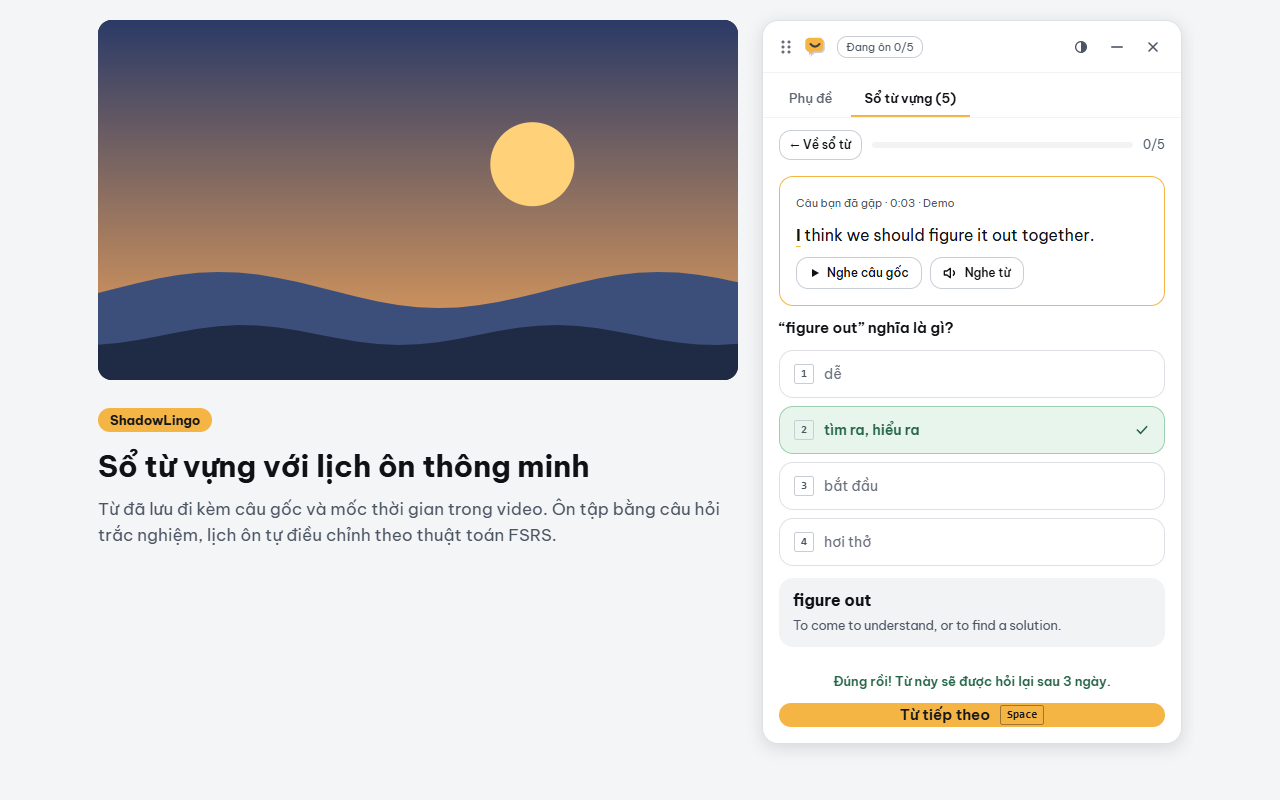 ShadowLingo
Sổ từ vựng với lịch ôn thông minh
Từ đã lưu đi kèm câu gốc và mốc thời gian trong video. Ôn tập bằng câu hỏi
trắc nghiệm, lịch ôn tự điều chỉnh theo thuật toán FSRS.
Đang ôn 0/5
Phụ đề
Sổ từ vựng (5)
← Về sổ từ
0/5
Câu bạn đã gặp · 0:03 · Demo
I think we should figure it out together.
Nghe câu gốc
Nghe từ
“figure out” nghĩa là gì?
1 dễ
2 tìm ra, hiểu ra
3 bắt đầu
4 hơi thở
figure out
To come to understand, or to find a solution.
Đúng rồi! Từ này sẽ được hỏi lại sau 3 ngày.
Từ tiếp theo Space